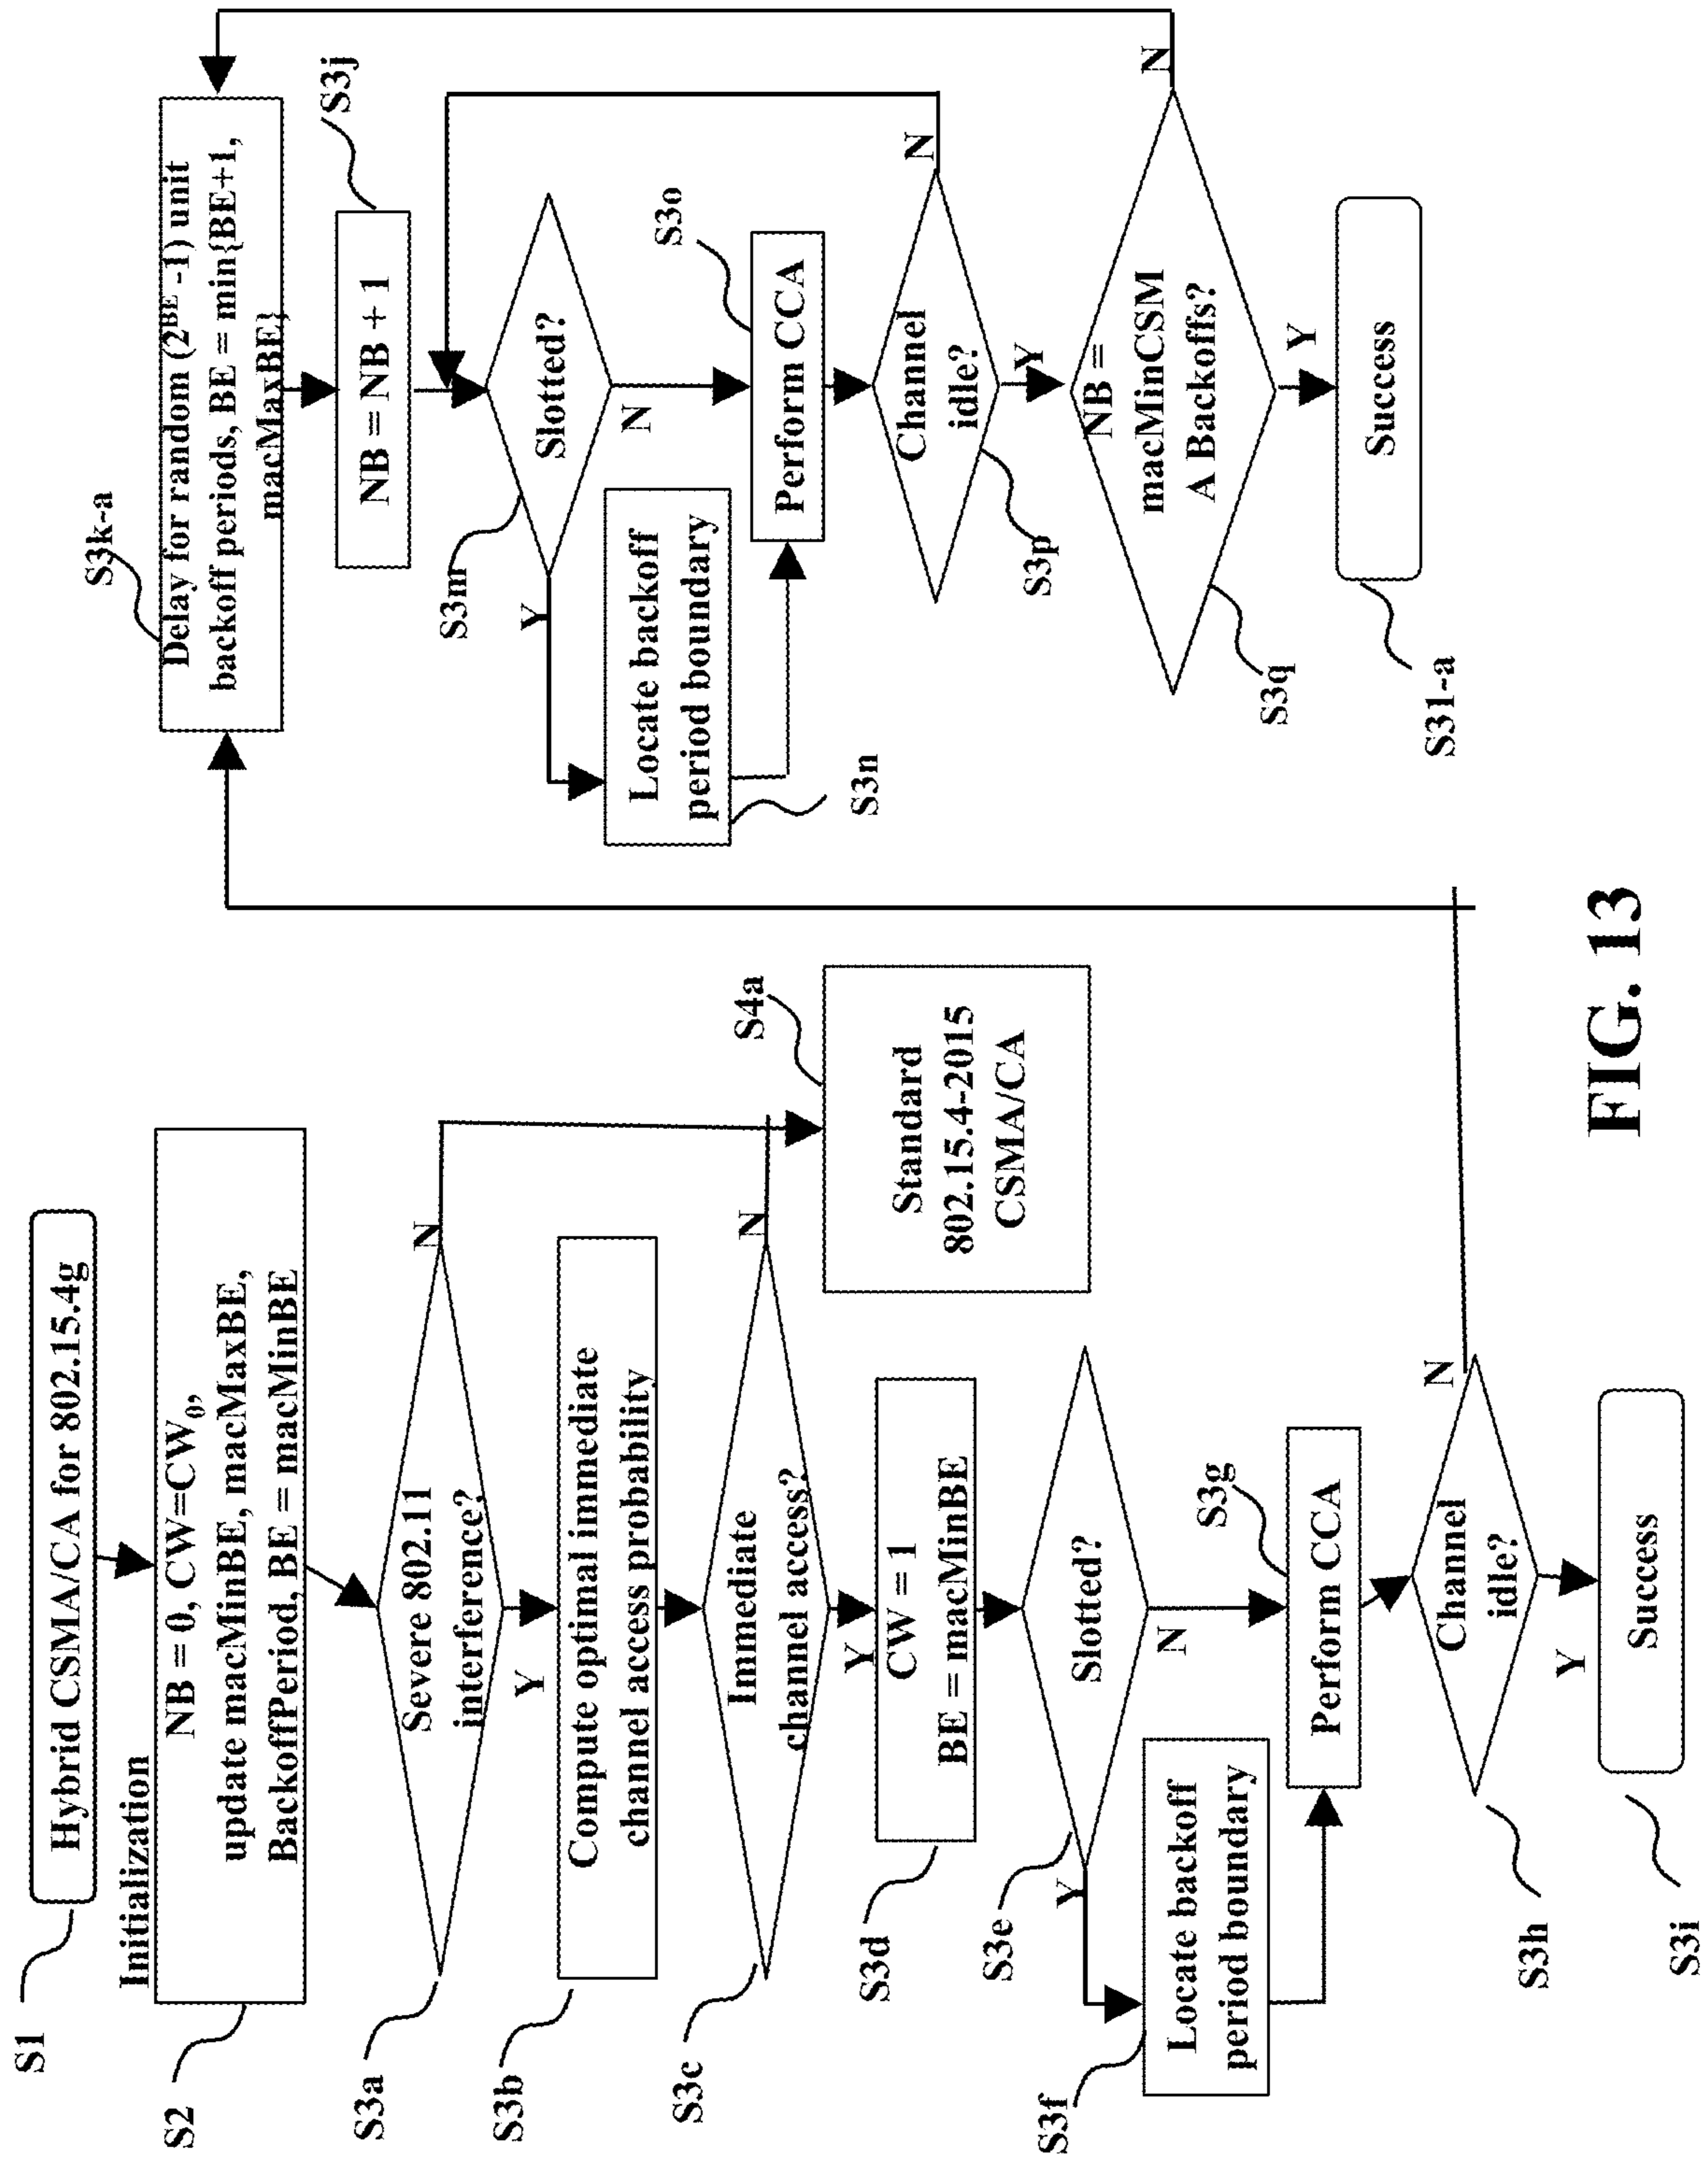 S1
Hybrid CSMA/CA for 802.15.4g
Initialization
S2
NB = 0, CW=CW0,
update macMinBE, macMaxBE,
BackoffPeriod, BE = macMinBE
S3a
Severe 802.11
interference?
N
Y
S3b
Compute optimal immediate
channel access probability
S3c
Immediate
channel access?
N
Y
S4a
Standard
802.15.4-2015
CSMA/CA
S3d
CW = 1
BE = macMinBE
S3e
Slotted?
Y
N
S3f
Locate backoff
period boundary
S3g
Perform CCA
S3h
Channel
idle?
N
Y
S3i
Success
S3k-a
Delay for random (2^BE -1) unit
backoff periods, BE = min{BE+1,
macMaxBE}
S3j
NB = NB + 1
S3m
Slotted?
Y
N
S3n
Locate backoff
period boundary
S3o
Perform CCA
S3p
Channel
idle?
N
Y
S3q
NB =
macMinCSM
A Backoffs?
N
Y
S31-a
Success
FIG. 13